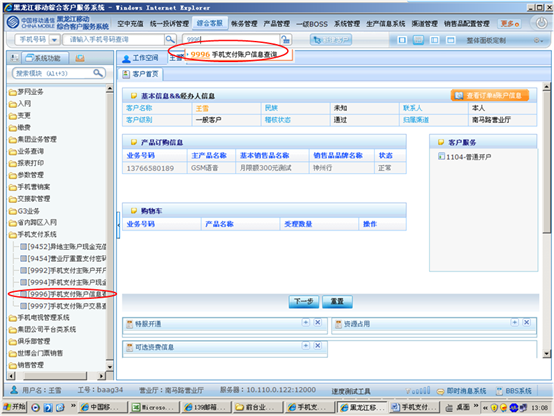 黑龙江移动综合客户服务系统 - Windows Internet Explorer
中国移动通信 CHINA MOBILE 黑龙江移动 综合客户服务系统 空中充值 统一投诉管理 综合客服 账务管理 产品管理 一级BOSS 系统管理 生产信息系统 渠道管理 销售品配置管理 更多
手机号码 请输入手机号码查询 9996 整体面板定制
9996 手机支付账户信息查询
系统功能 工作空间 王雪
搜索模块 (Alt+3) 客户首页
梦网业务
入网
变更
缴费
集团业务管理
业务查询
报表打印
参数管理
手机营销案
交接款管理
G3业务
省内跨区入网
手机支付系统
[9452]异地主账户现金充值
[9454]营业厅重置支付密码
[9992]手机支付主账户开户
[9994]手机支付主账户现金
[9996]手机支付账户信息查
[9997]手机支付账户交易查
手机电视管理系统
集团公司平台类系统
俱乐部管理
世博会门票销售
销售管理
基本信息&&经办人信息 查看订单&账户信息
客户名称 王雪 民族 未知 联系人 本人
客户级别 一般客户 稽核状态 通过 归属渠道 南马路营业厅
产品订购信息
业务号码 主产品名称 基本销售品名称 销售品品牌名称 状态
13766580189 GSM语音 月限额300元测试 神州行 正常
客户服务
1104-普通开户
购物车
业务号码 产品名称 受理数量 操作
下一步 重置
特服开通 资源占用
可选资费信息
用户名：王雪 工号：baag34 营业厅：南马路营业厅 服务器：10.110.0.122:12000 速度测试工具 即时消息系统 BBS系统
开始 中国移... Microso... 139邮箱... 前台业... 手机支... 黑龙江移... 手机支付... 13:08